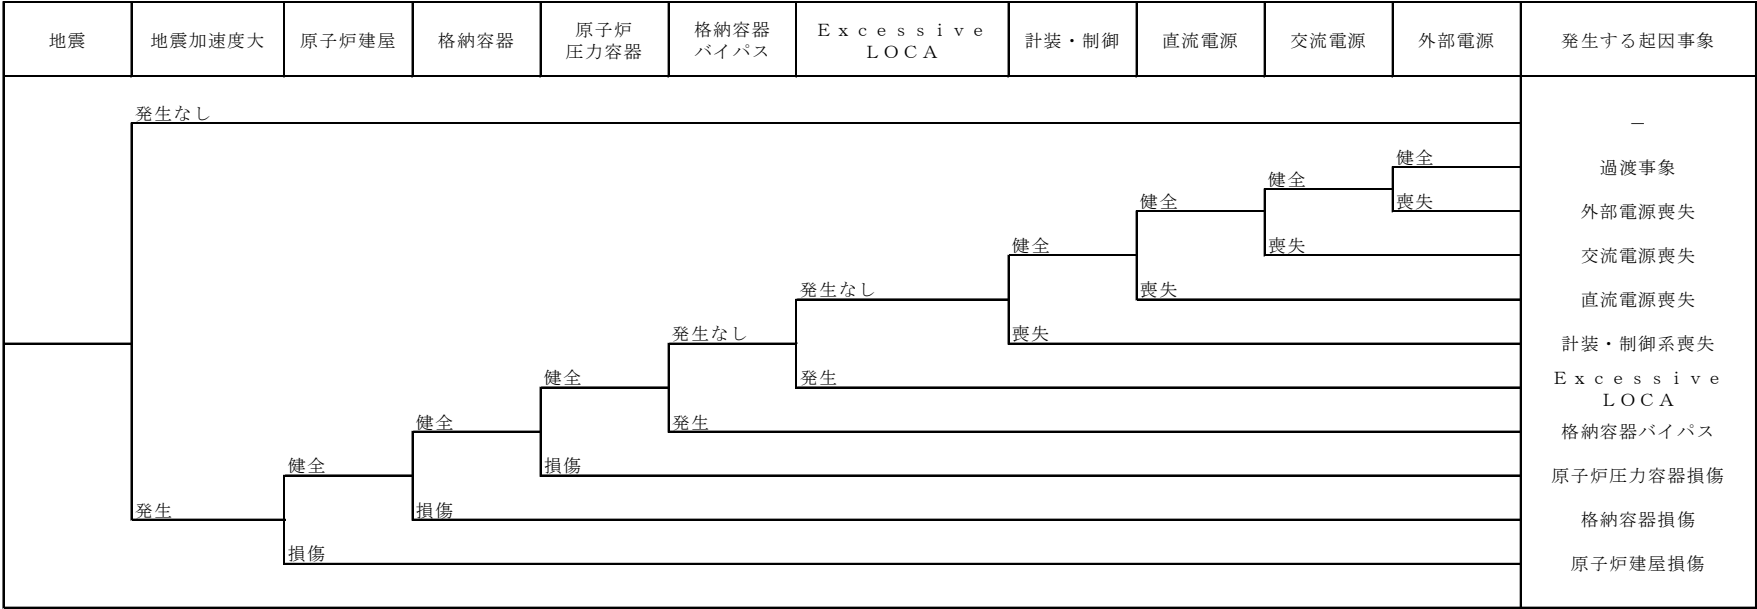 地震
地震加速度大
原子炉建屋
格納容器
原子炉
圧力容器
格納容器
バイパス
Ｅｘｃｅｓｓｉｖｅ
ＬＯＣＡ
計装・制御
直流電源
交流電源
外部電源
発生する起因事象
発生なし
－
健全
過渡事象
健全
健全
喪失
外部電源喪失
健全
喪失
交流電源喪失
発生なし
喪失
直流電源喪失
発生なし
喪失
計装・制御系喪失
健全
発生
Ｅｘｃｅｓｓｉｖｅ
ＬＯＣＡ
健全
発生
格納容器バイパス
健全
損傷
原子炉圧力容器損傷
発生
損傷
格納容器損傷
損傷
原子炉建屋損傷